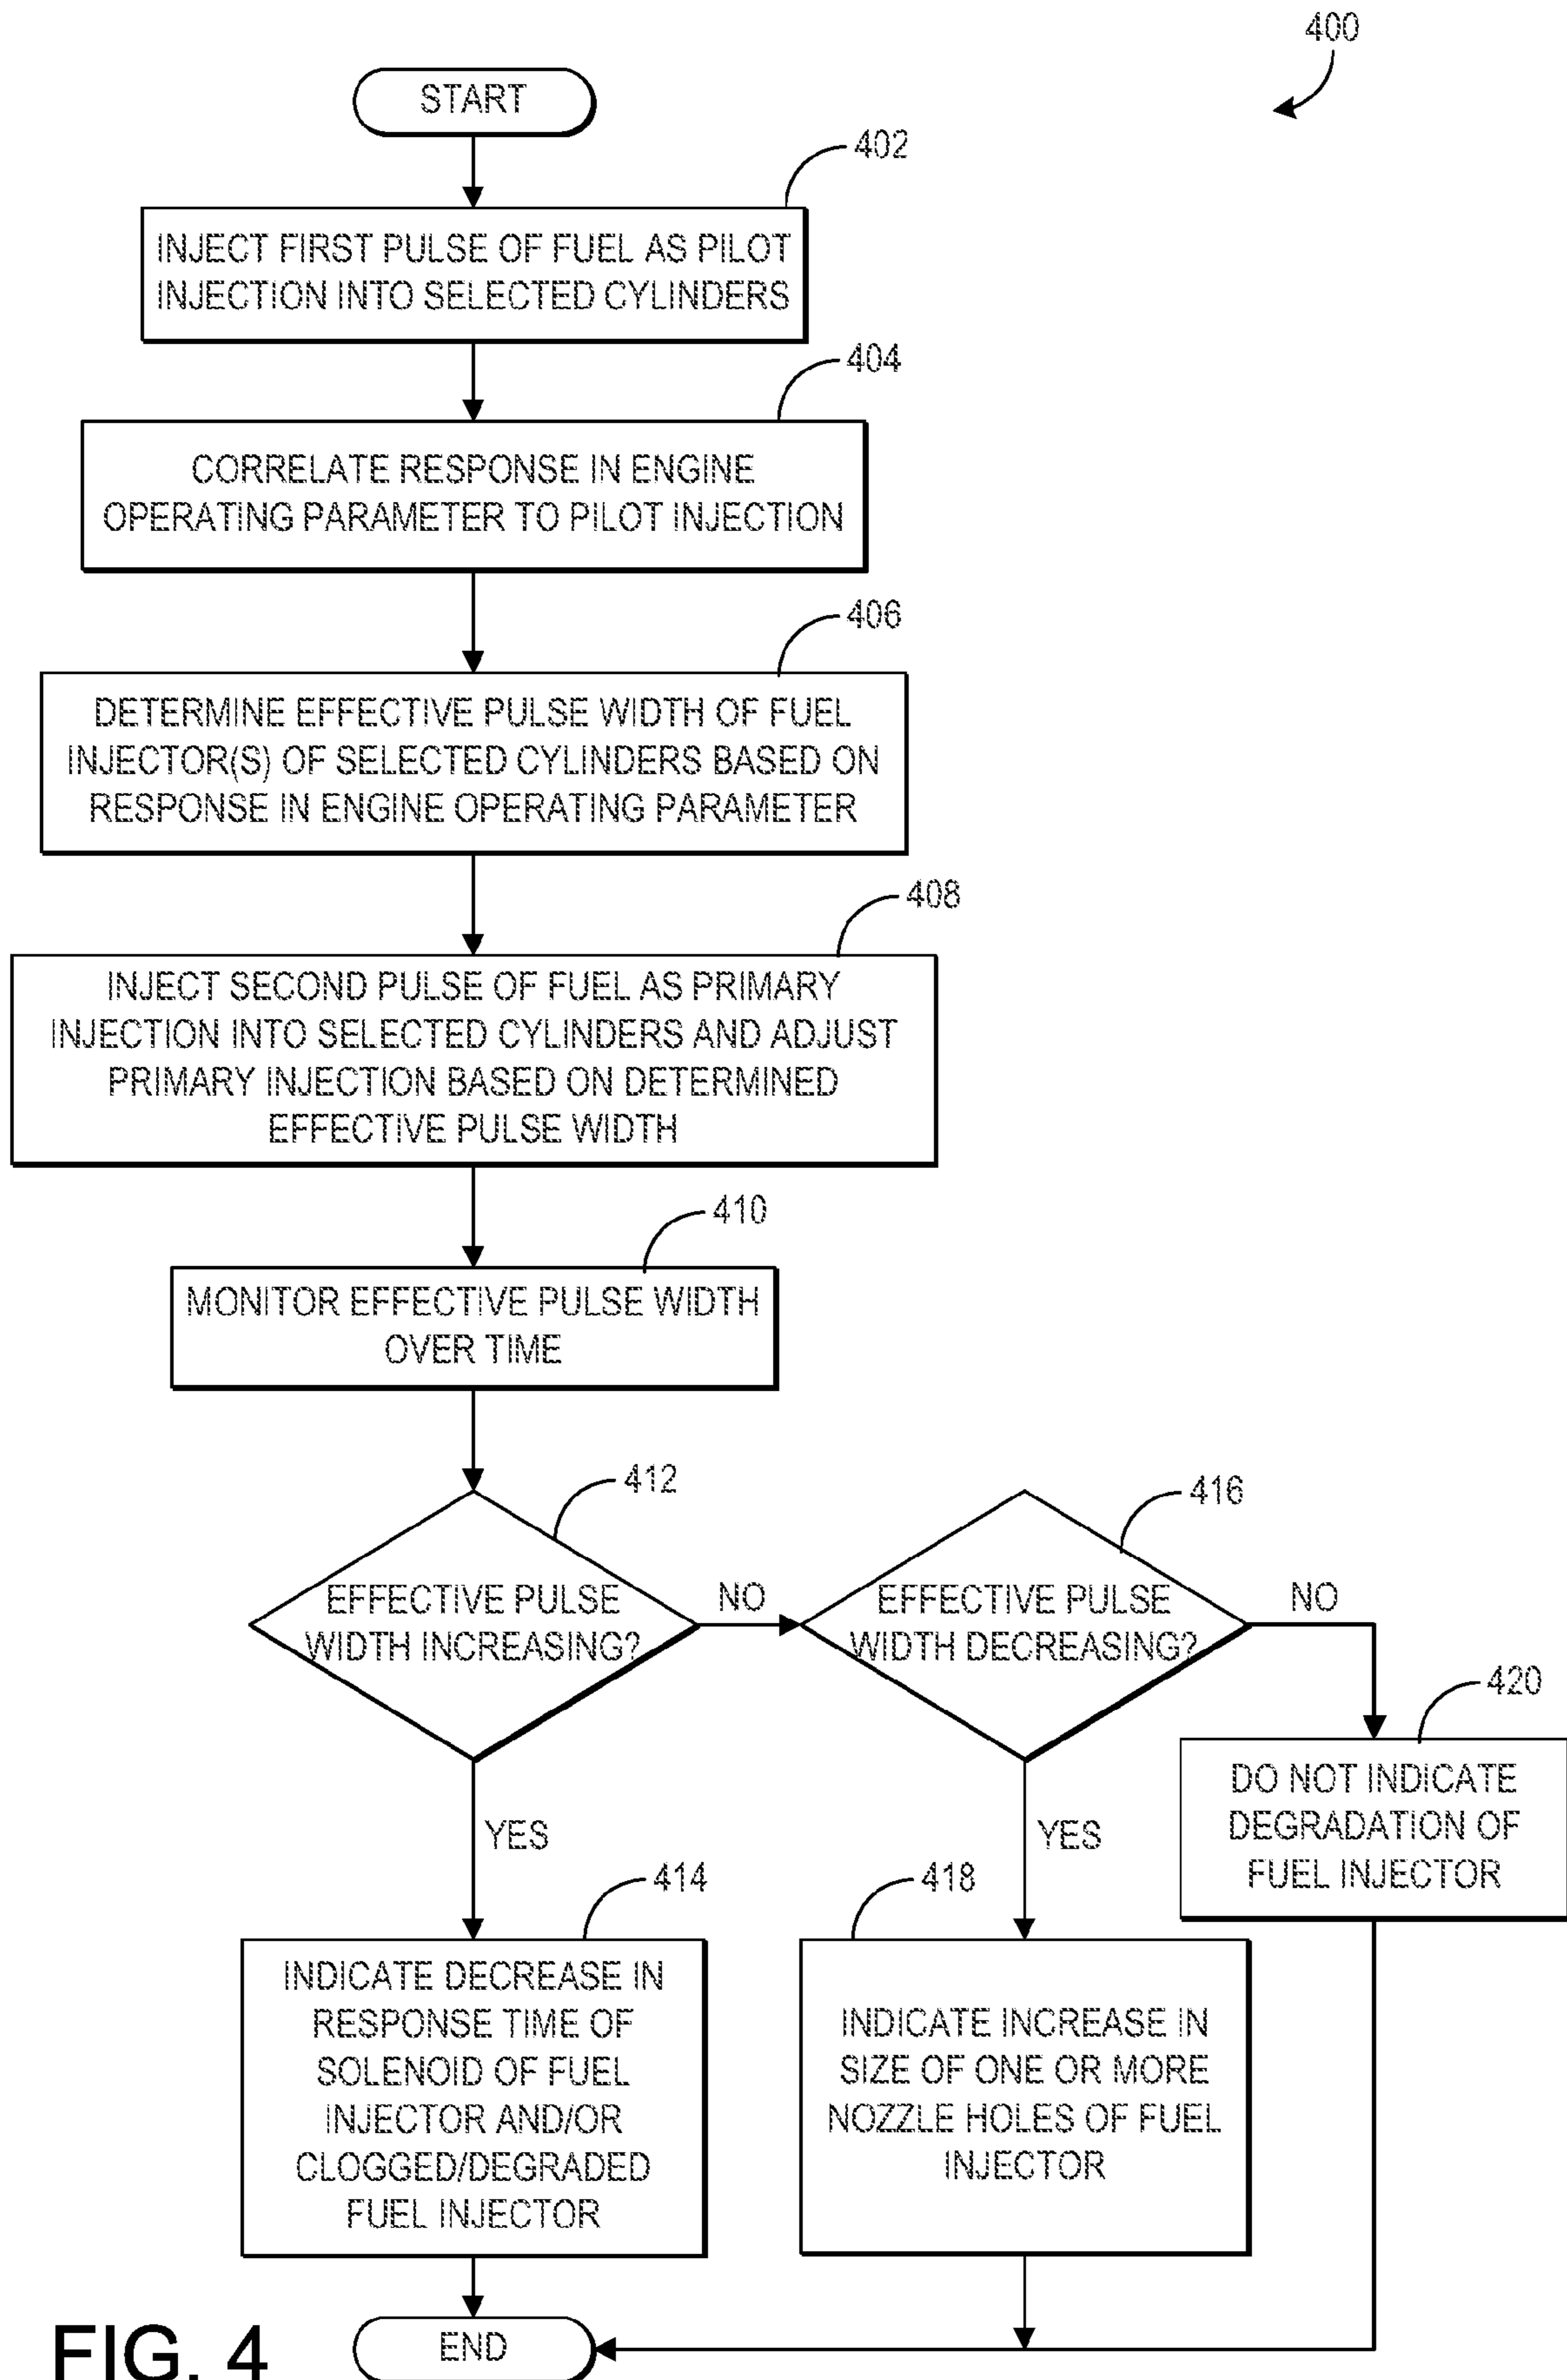 400
START
402
INJECT FIRST PULSE OF FUEL AS PILOT
INJECTION INTO SELECTED CYLINDERS
404
CORRELATE RESPONSE IN ENGINE
OPERATING PARAMETER TO PILOT INJECTION
406
DETERMINE EFFECTIVE PULSE WIDTH OF FUEL
INJECTOR(S) OF SELECTED CYLINDERS BASED ON
RESPONSE IN ENGINE OPERATING PARAMETER
408
INJECT SECOND PULSE OF FUEL AS PRIMARY
INJECTION INTO SELECTED CYLINDERS AND ADJUST
PRIMARY INJECTION BASED ON DETERMINED
EFFECTIVE PULSE WIDTH
410
MONITOR EFFECTIVE PULSE WIDTH
OVER TIME
412
EFFECTIVE PULSE
WIDTH INCREASING?
NO
416
EFFECTIVE PULSE
WIDTH DECREASING?
NO
420
DO NOT INDICATE
DEGRADATION OF
FUEL INJECTOR
YES
414
INDICATE DECREASE IN
RESPONSE TIME OF
SOLENOID OF FUEL
INJECTOR AND/OR
CLOGGED/DEGRADED
FUEL INJECTOR
YES
418
INDICATE INCREASE IN
SIZE OF ONE OR MORE
NOZZLE HOLES OF FUEL
INJECTOR
END
FIG. 4